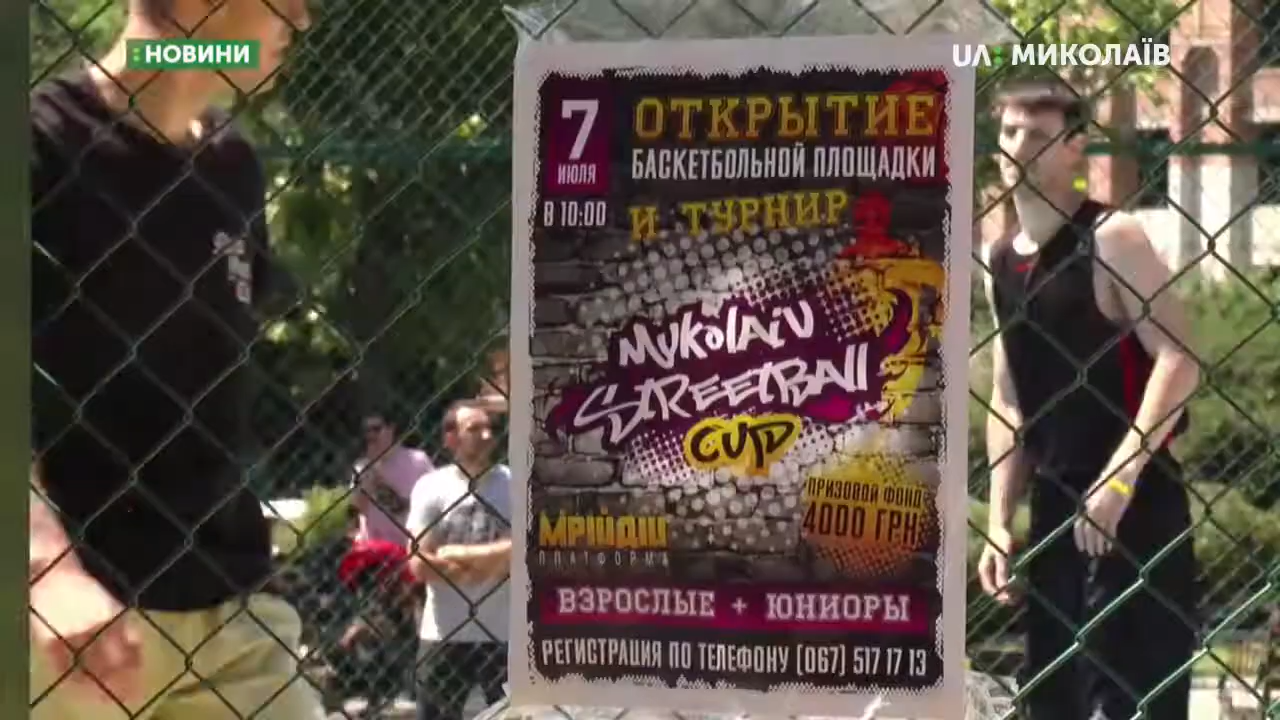 :НОВИНИ
UA: МИКОЛАЇВ
7
ИЮЛЯ
В 10:00
ОТКРЫТИЕ
БАСКЕТБОЛЬНОЙ ПЛОЩАДКИ
И ТУРНИР
MYKOLAIV
STREETBALL
CUP
ПРИЗОВОЙ ФОНД
4000 ГРН
МРІЙДІЙ
ПЛАТФОРМА
ВЗРОСЛЫЕ + ЮНИОРЫ
РЕГИСТРАЦИЯ ПО ТЕЛЕФОНУ (067) 517 17 13